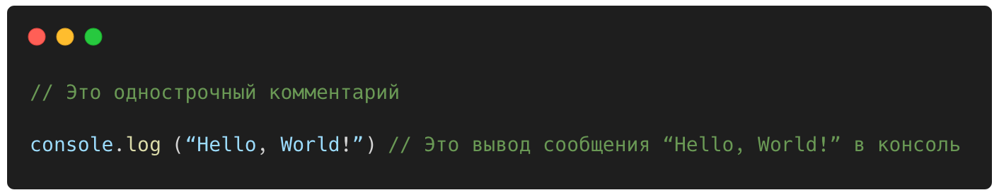 // Это однострочный комментарий
console.log (“Hello, World!”) // Это вывод сообщения “Hello, World!” в консоль